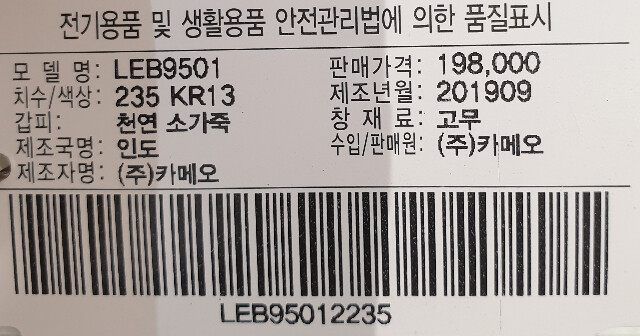 전기용품 및 생활용품 안전관리법에 의한 품질표시
모 델 명: LEB9501 판매가격: 198,000
치수/색상: 235 KR13 제조년월: 201909
갑피: 천연 소가죽 창 재 료: 고무
제조국명: 인도 수입/판매원: (주)카메오
제조자명: (주)카메오
LEB95012235